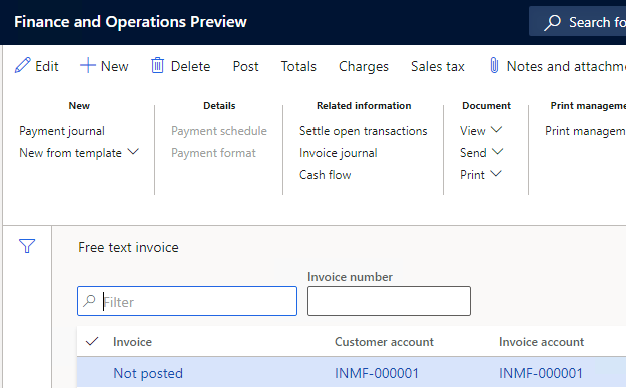 Finance and Operations Preview
Search fo
Edit New Delete Post Totals Charges Sales tax Notes and attachme
New Details Related information Document Print manageme
Payment journal Payment schedule Settle open transactions View Print manageme
New from template Payment format Invoice journal Send
Cash flow Print
Free text invoice
Invoice number
Filter
Invoice Customer account Invoice account
Not posted INMF-000001 INMF-000001